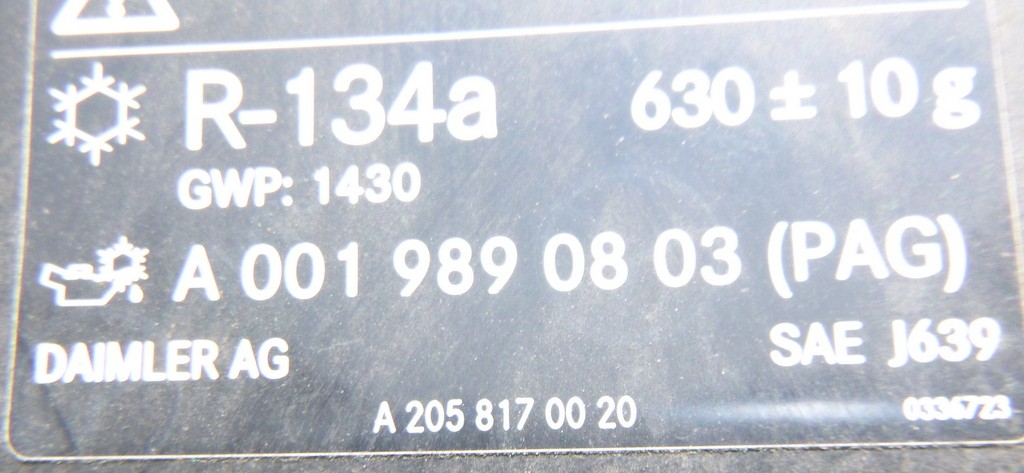 R-134a 630 ± 10 g
GWP: 1430
A 001 989 08 03 (PAG)
DAIMLER AG SAE J639
A 205 817 00 20
0336723